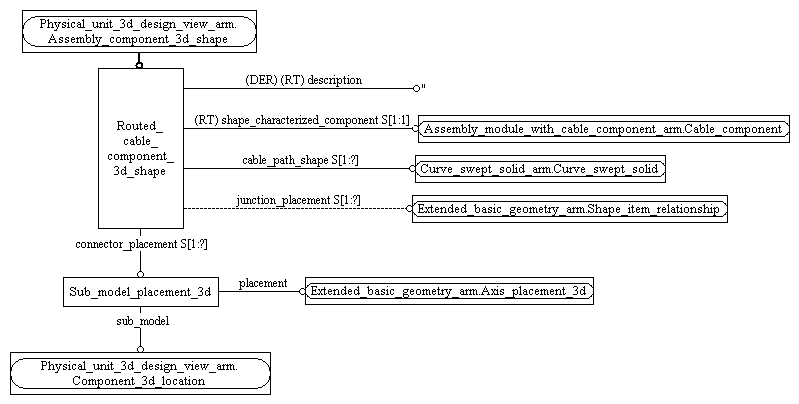 Physical_unit_3d_design_view_arm.
Assembly_component_3d_shape
Routed_
cable_
component_
3d_shape
(DER) (RT) description
"
(RT) shape_characterized_component S[1:1]
Assembly_module_with_cable_component_arm.Cable_component
cable_path_shape S[1:?]
Curve_swept_solid_arm.Curve_swept_solid
junction_placement S[1:?]
Extended_basic_geometry_arm.Shape_item_relationship
connector_placement S[1:?]
Sub_model_placement_3d
placement
Extended_basic_geometry_arm.Axis_placement_3d
sub_model
Physical_unit_3d_design_view_arm.
Component_3d_location